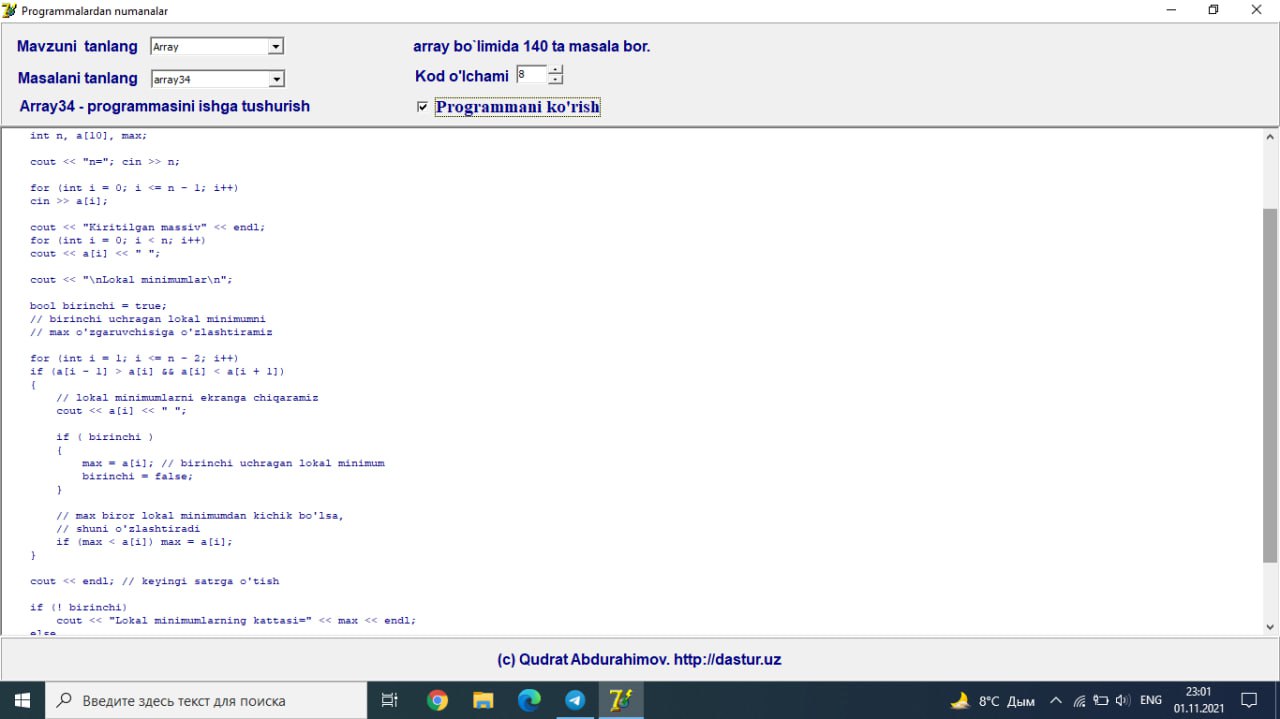 Programmalardan numanalar
Mavzuni tanlang Array
array bo`limida 140 ta masala bor.
Masalani tanlang array34
Kod o'lchami 8
Array34 - programmasini ishga tushurish
Programmani ko'rish
int n, a[10], max;
cout << "n="; cin >> n;
for (int i = 0; i <= n - 1; i++)
cin >> a[i];
cout << "Kiritilgan massiv" << endl;
for (int i = 0; i < n; i++)
cout << a[i] << " ";
cout << "\nLokal minimumlar\n";
bool birinchi = true;
// birinchi uchragan lokal minimumni
// max o'zgaruvchisiga o'zlashtiramiz
for (int i = 1; i <= n - 2; i++)
if (a[i - 1] > a[i] && a[i] < a[i + 1])
{
// lokal minimumlarni ekranga chiqaramiz
cout << a[i] << " ";
if ( birinchi )
{
max = a[i]; // birinchi uchragan lokal minimum
birinchi = false;
}
// max biror lokal minimumdan kichik bo'lsa,
// shuni o'zlashtiradi
if (max < a[i]) max = a[i];
}
cout << endl; // keyingi satrga o'tish
if (! birinchi)
cout << "Lokal minimumlarning kattasi=" << max << endl;
else
(c) Qudrat Abdurahimov. http://dastur.uz
Введите здесь текст для поиска
8°C Дым
ENG
23:01
01.11.2021